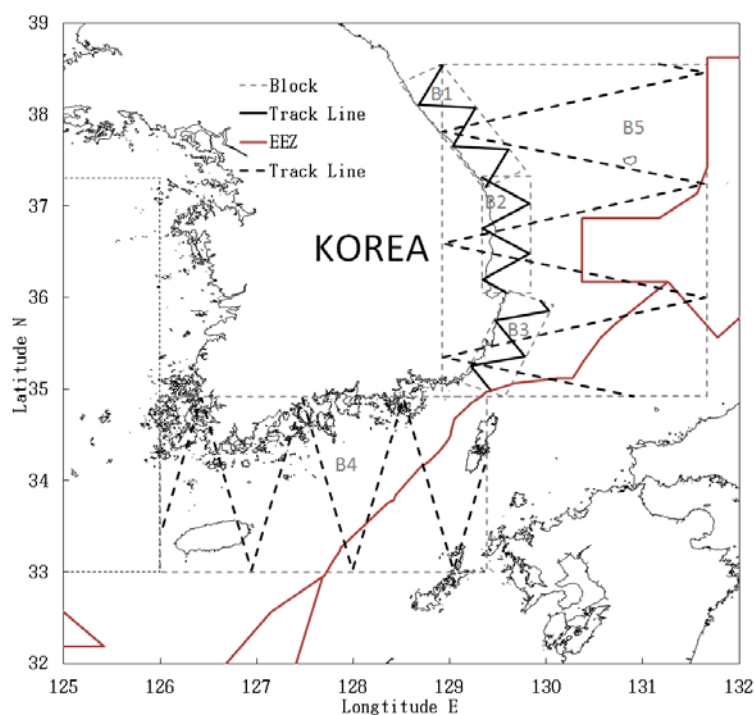 39
38
37
36
35
34
33
32
Latitude N
Block
Track Line
EEZ
Track Line
B1
B5
B2
KOREA
B3
B4
125 126 127 128 129 130 131 132
Longtitude E